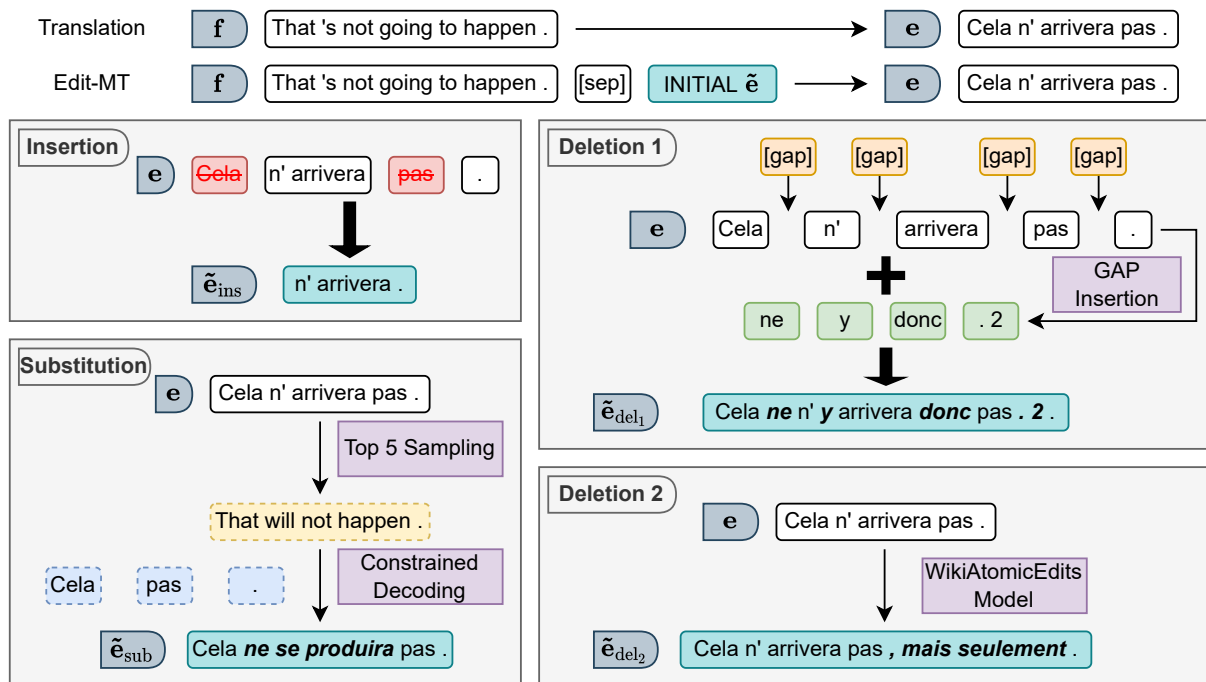 Translation f That 's not going to happen . e Cela n' arrivera pas .
Edit-MT f That 's not going to happen . [sep] INITIAL ẽ e Cela n' arrivera pas .
Insertion
e Cela n' arrivera pas .
ẽins n' arrivera .
Substitution
e Cela n' arrivera pas .
Top 5 Sampling
That will not happen .
Constrained
Decoding
Cela pas .
ẽsub Cela ne se produira pas .
Deletion 1
[gap] [gap] [gap] [gap]
e Cela n' arrivera pas .
GAP
Insertion
ne y donc . 2
ẽdel1 Cela ne n' y arrivera donc pas . 2 .
Deletion 2
e Cela n' arrivera pas .
WikiAtomicEdits
Model
ẽdel2 Cela n' arrivera pas , mais seulement .